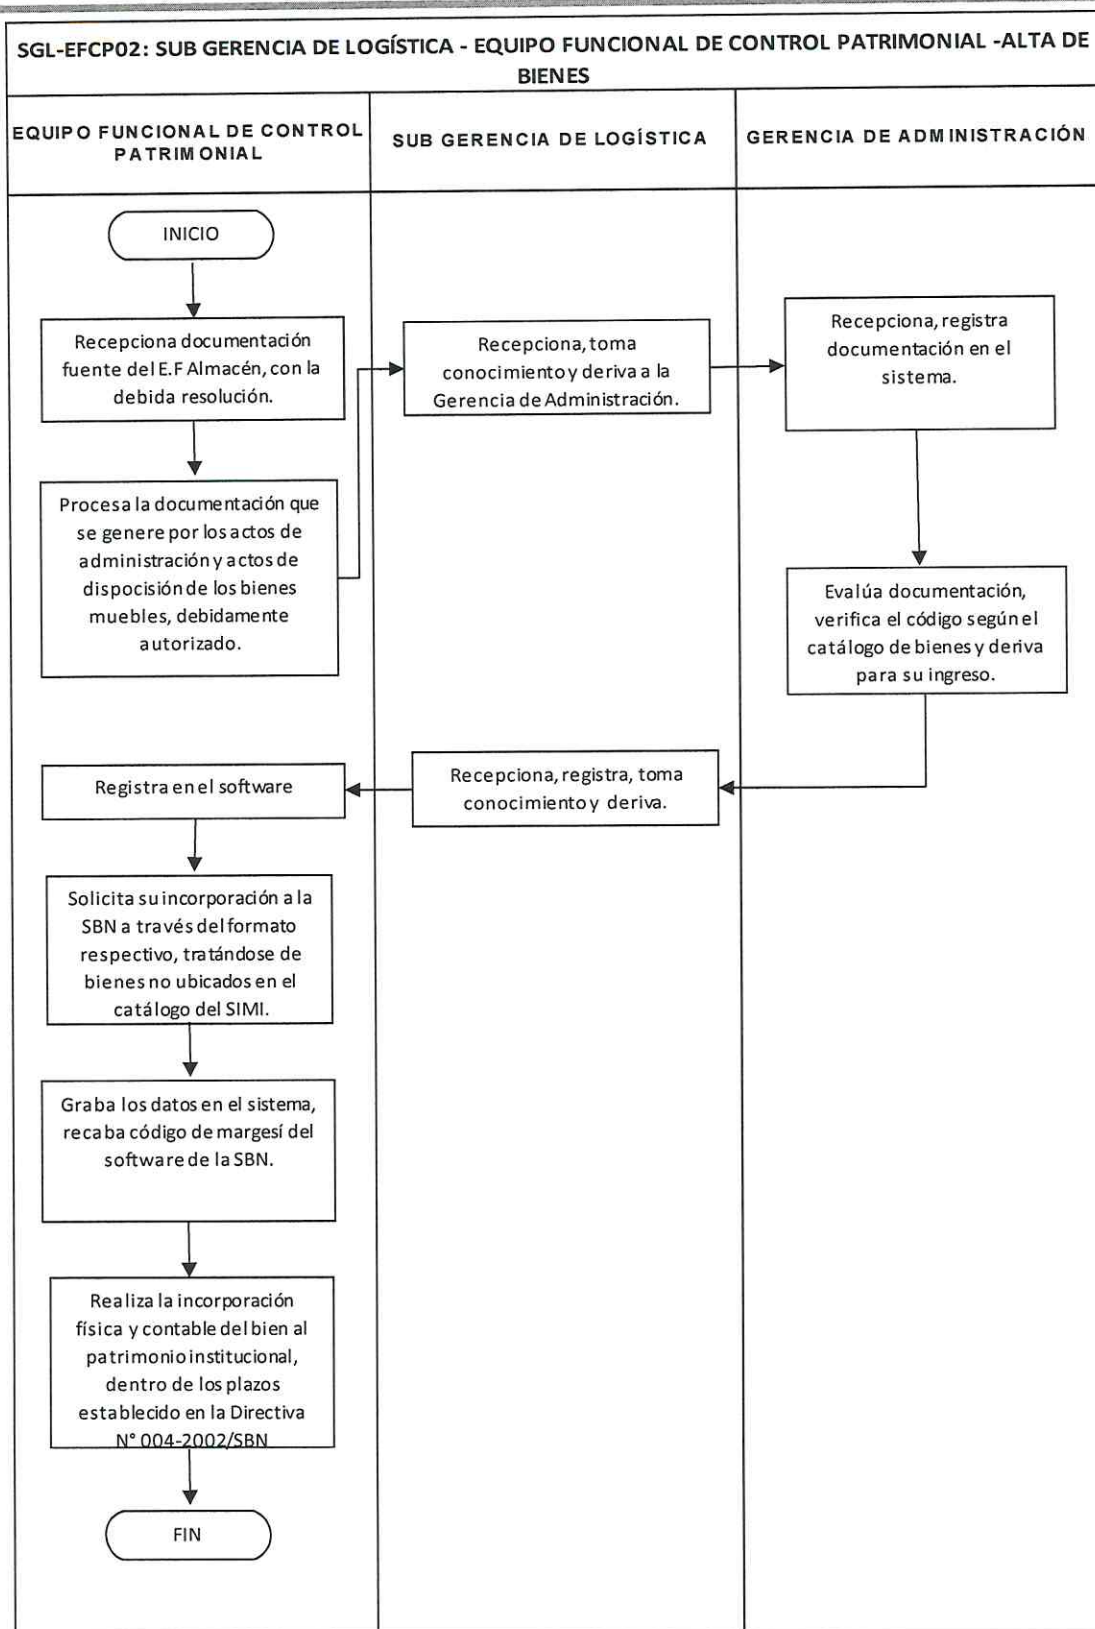 SGL-EFCP02: SUB GERENCIA DE LOGÍSTICA - EQUIPO FUNCIONAL DE CONTROL PATRIMONIAL -ALTA DE
BIENES
EQUIPO FUNCIONAL DE CONTROL
PATRIMONIAL
SUB GERENCIA DE LOGÍSTICA
GERENCIA DE ADMINISTRACIÓN
INICIO
Recepciona documentación
fuente del E.F Almacén, con la
debida resolución.
Procesa la documentación que
se genere por los actos de
administración y actos de
dispocisión de los bienes
muebles, debidamente
autorizado.
Recepciona, toma
conocimiento y deriva a la
Gerencia de Administración.
Recepciona, registra
documentación en el
sistema.
Evalúa documentación,
verifica el código según el
catálogo de bienes y deriva
para su ingreso.
Recepciona, registra, toma
conocimiento y deriva.
Registra en el software
Solicita su incorporación a la
SBN a través del formato
respectivo, tratándose de
bienes no ubicados en el
catálogo del SIMI.
Graba los datos en el sistema,
recaba código de margesí del
software de la SBN.
Realiza la incorporación
física y contable del bien al
patrimonio institucional,
dentro de los plazos
establecido en la Directiva
N° 004-2002/SBN
FIN